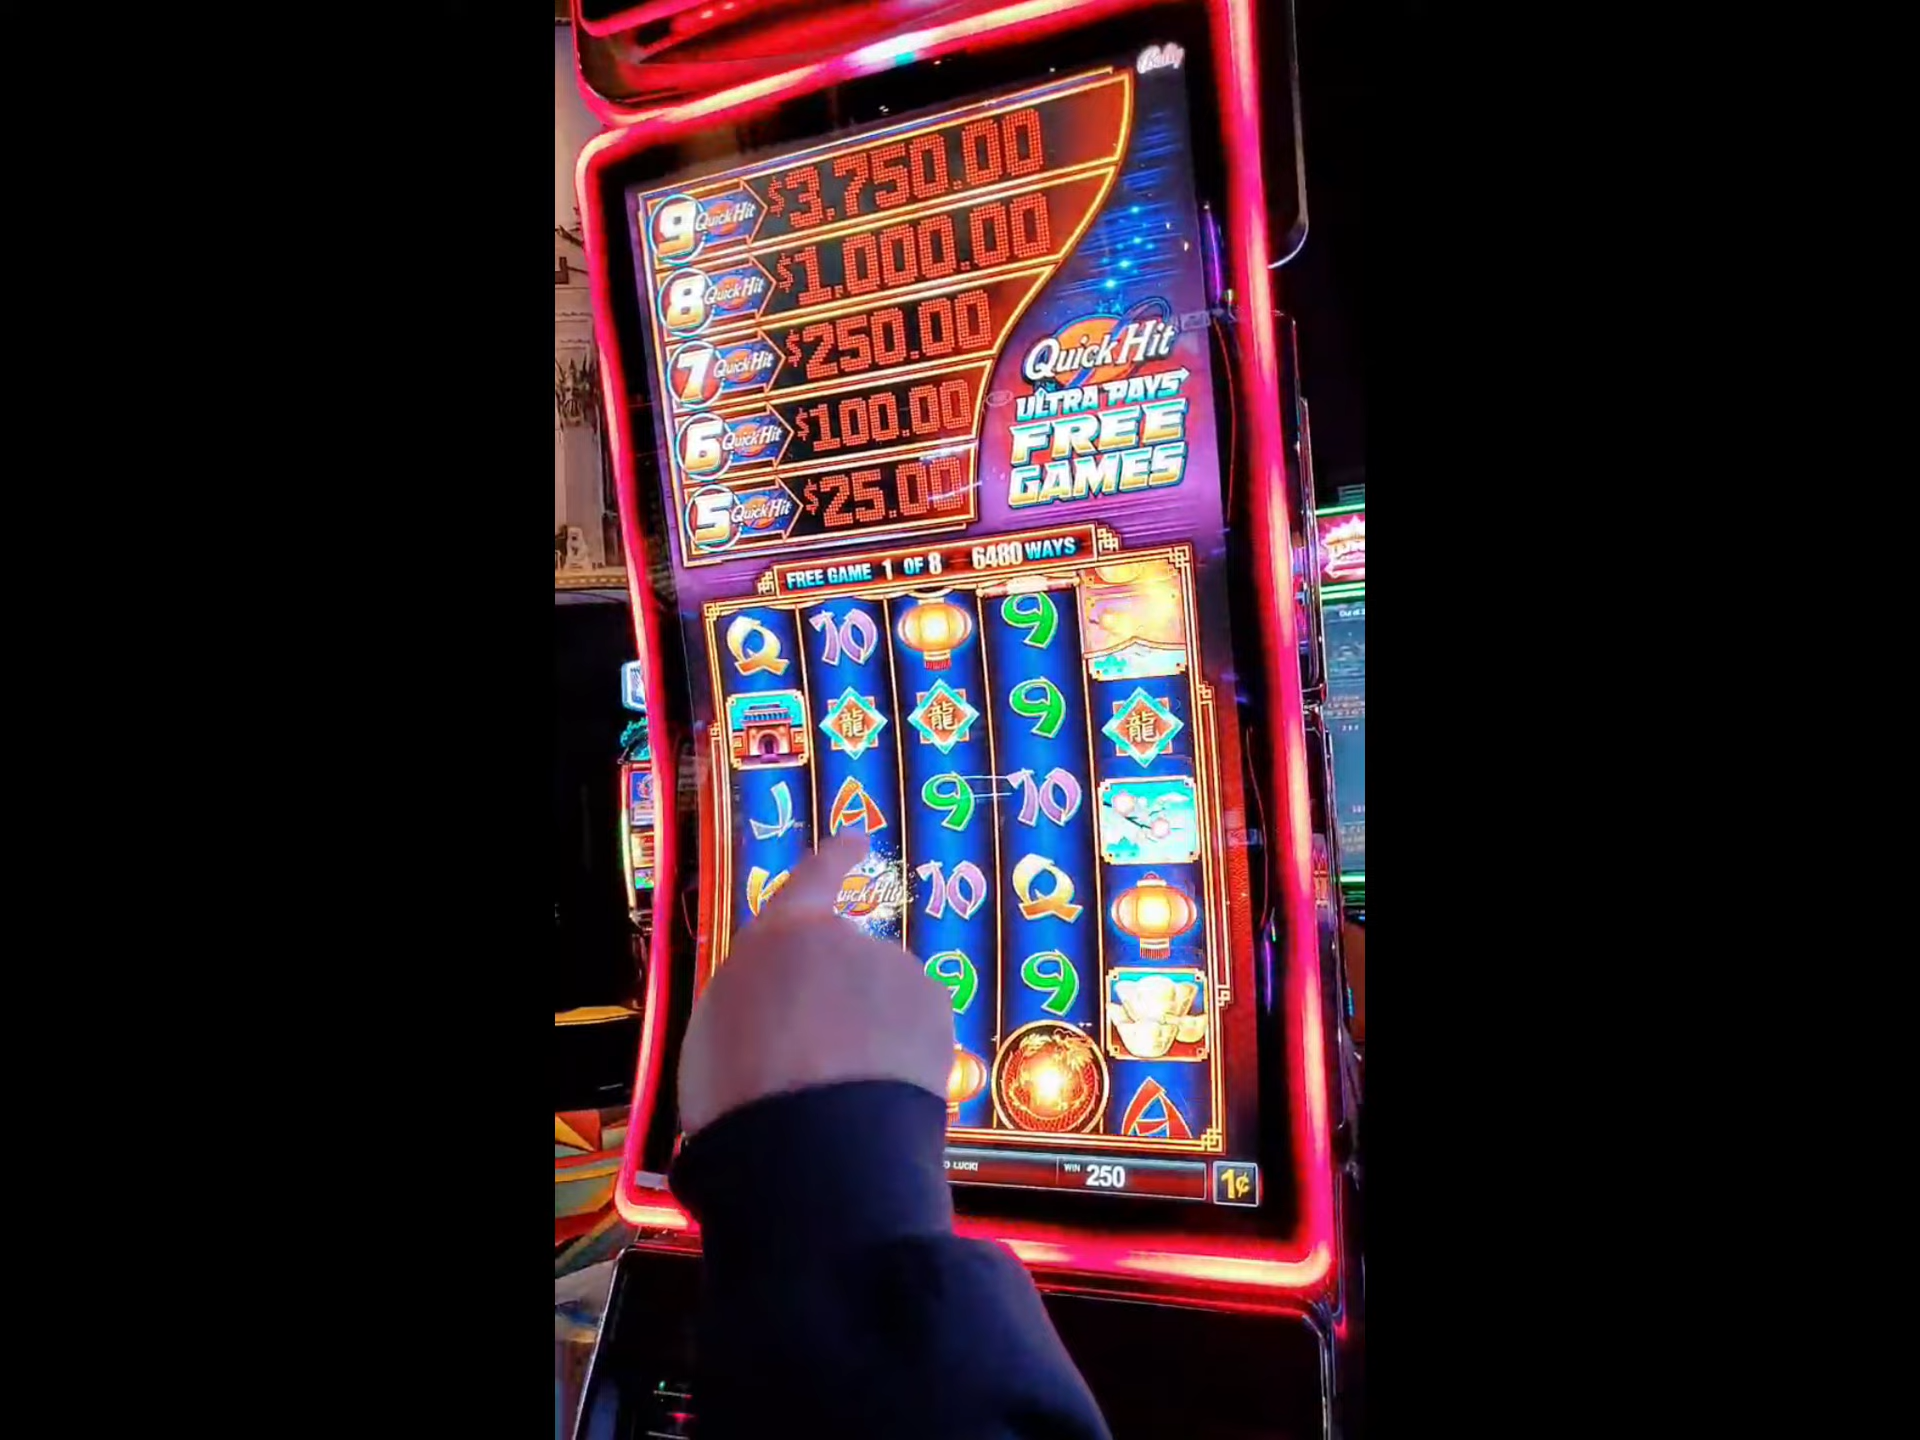 Bally
9 Quick Hit $3,750.00
8 Quick Hit $1,000.00
7 Quick Hit $250.00
6 Quick Hit $100.00
5 Quick Hit $25.00
Quick Hit
ULTRA PAYS
FREE
GAMES
FREE GAME 1 OF 8 6480 WAYS
Q 10 9
龍 龍 9 龍
J A 9 10
K uick Hit 10 Q
9 9
A
D LUCK! WIN 250 1¢